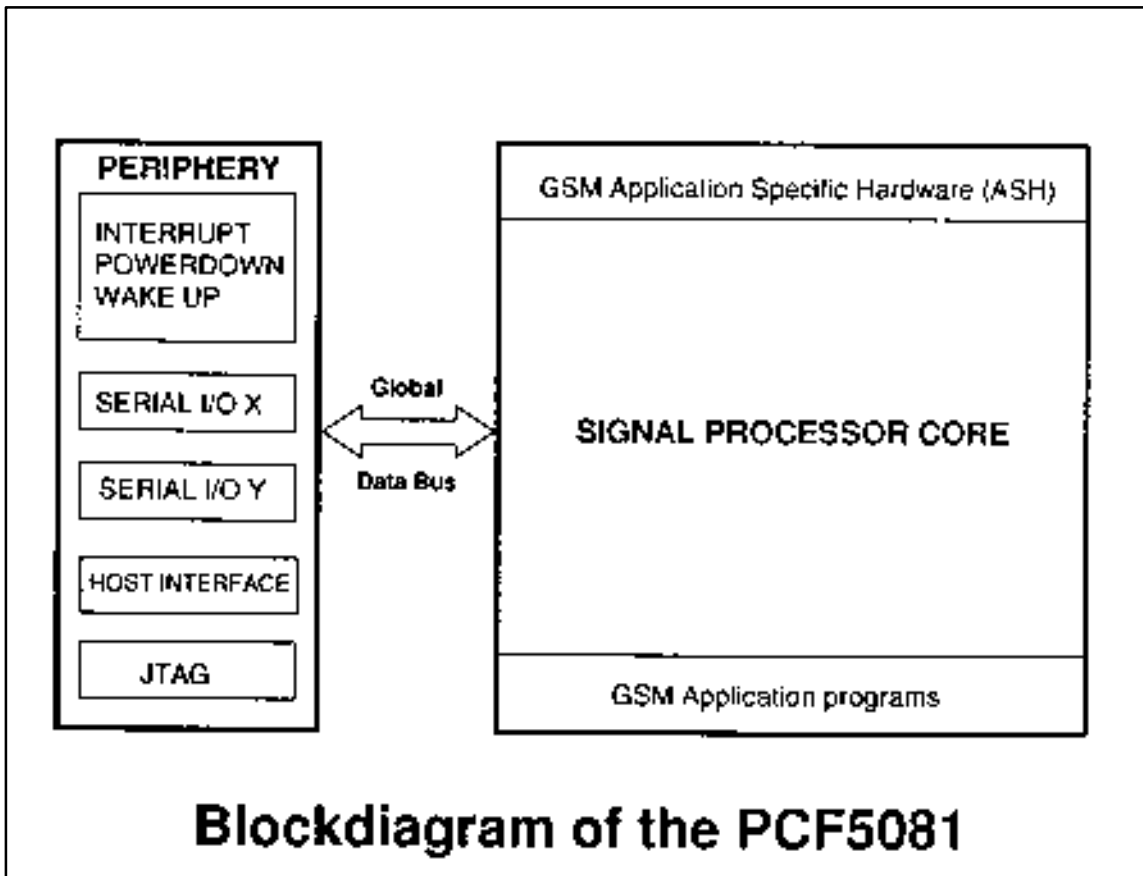 PERIPHERY
INTERRUPT
POWERDOWN
WAKE UP
SERIAL I/O X
SERIAL I/O Y
HOST INTERFACE
JTAG
Global
Data Bus
GSM Application Specific Hardware (ASH)
SIGNAL PROCESSOR CORE
GSM Application programs
Blockdiagram of the PCF5081